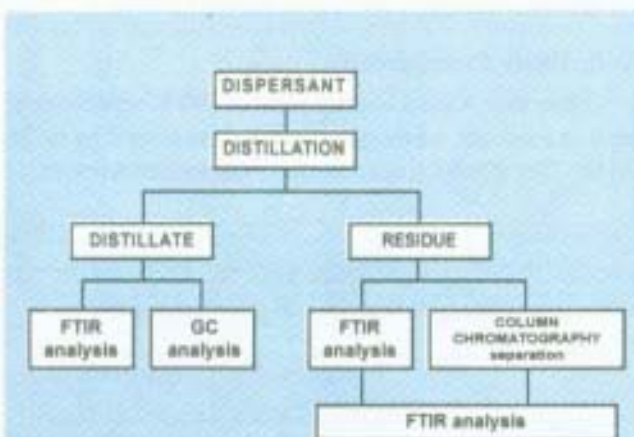 DISPERSANT
DISTILLATION
DISTILLATE
RESIDUE
FTIR
analysis
GC
analysis
FTIR
analysis
COLUMN
CHROMATOGRAPHY
separation
FTIR analysis